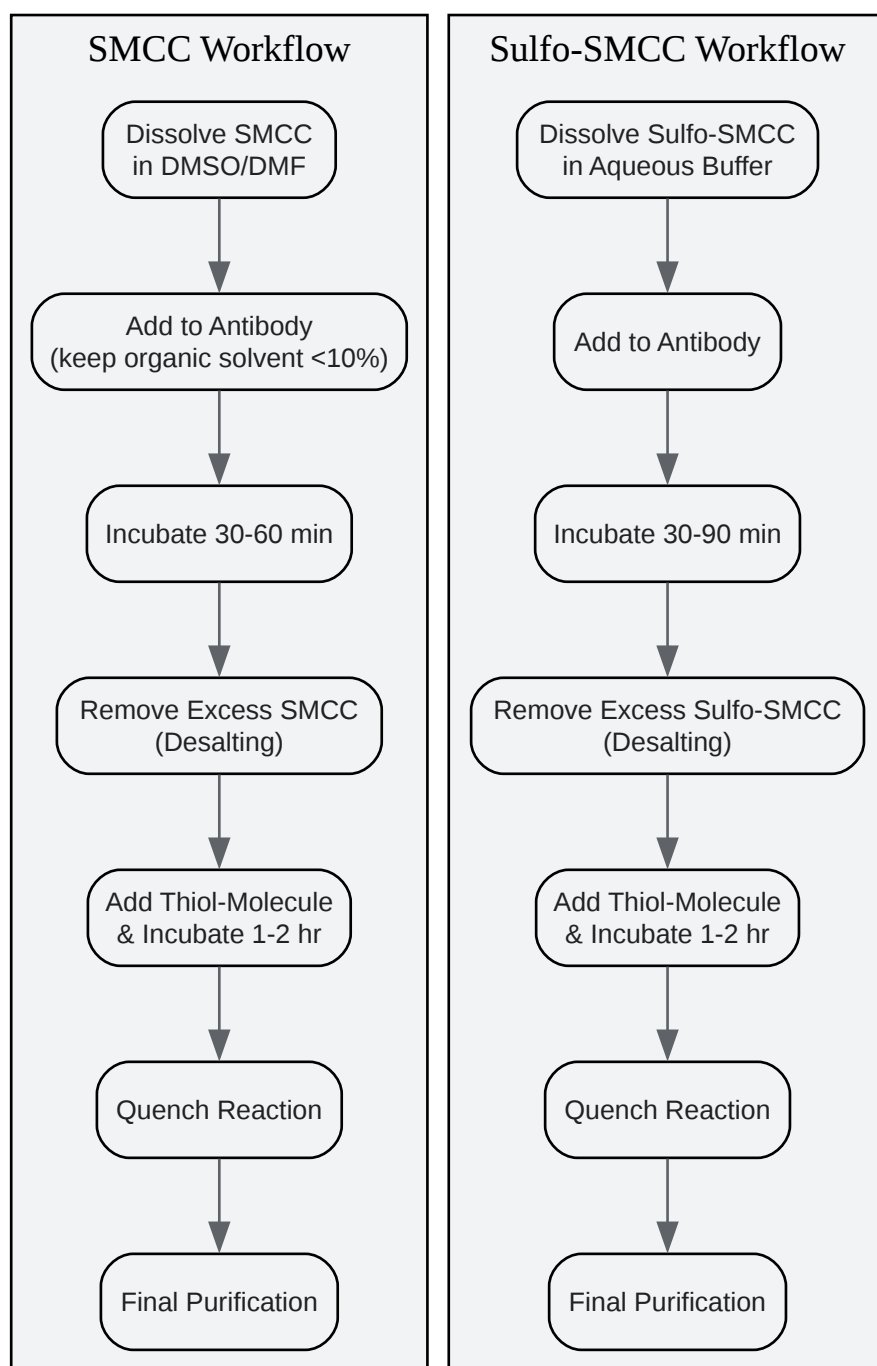 SMCC Workflow
Dissolve SMCC
in DMSO/DMF
Add to Antibody
(keep organic solvent <10%)
Incubate 30-60 min
Remove Excess SMCC
(Desalting)
Add Thiol-Molecule
& Incubate 1-2 hr
Quench Reaction
Final Purification
Sulfo-SMCC Workflow
Dissolve Sulfo-SMCC
in Aqueous Buffer
Add to Antibody
Incubate 30-90 min
Remove Excess Sulfo-SMCC
(Desalting)
Add Thiol-Molecule
& Incubate 1-2 hr
Quench Reaction
Final Purification